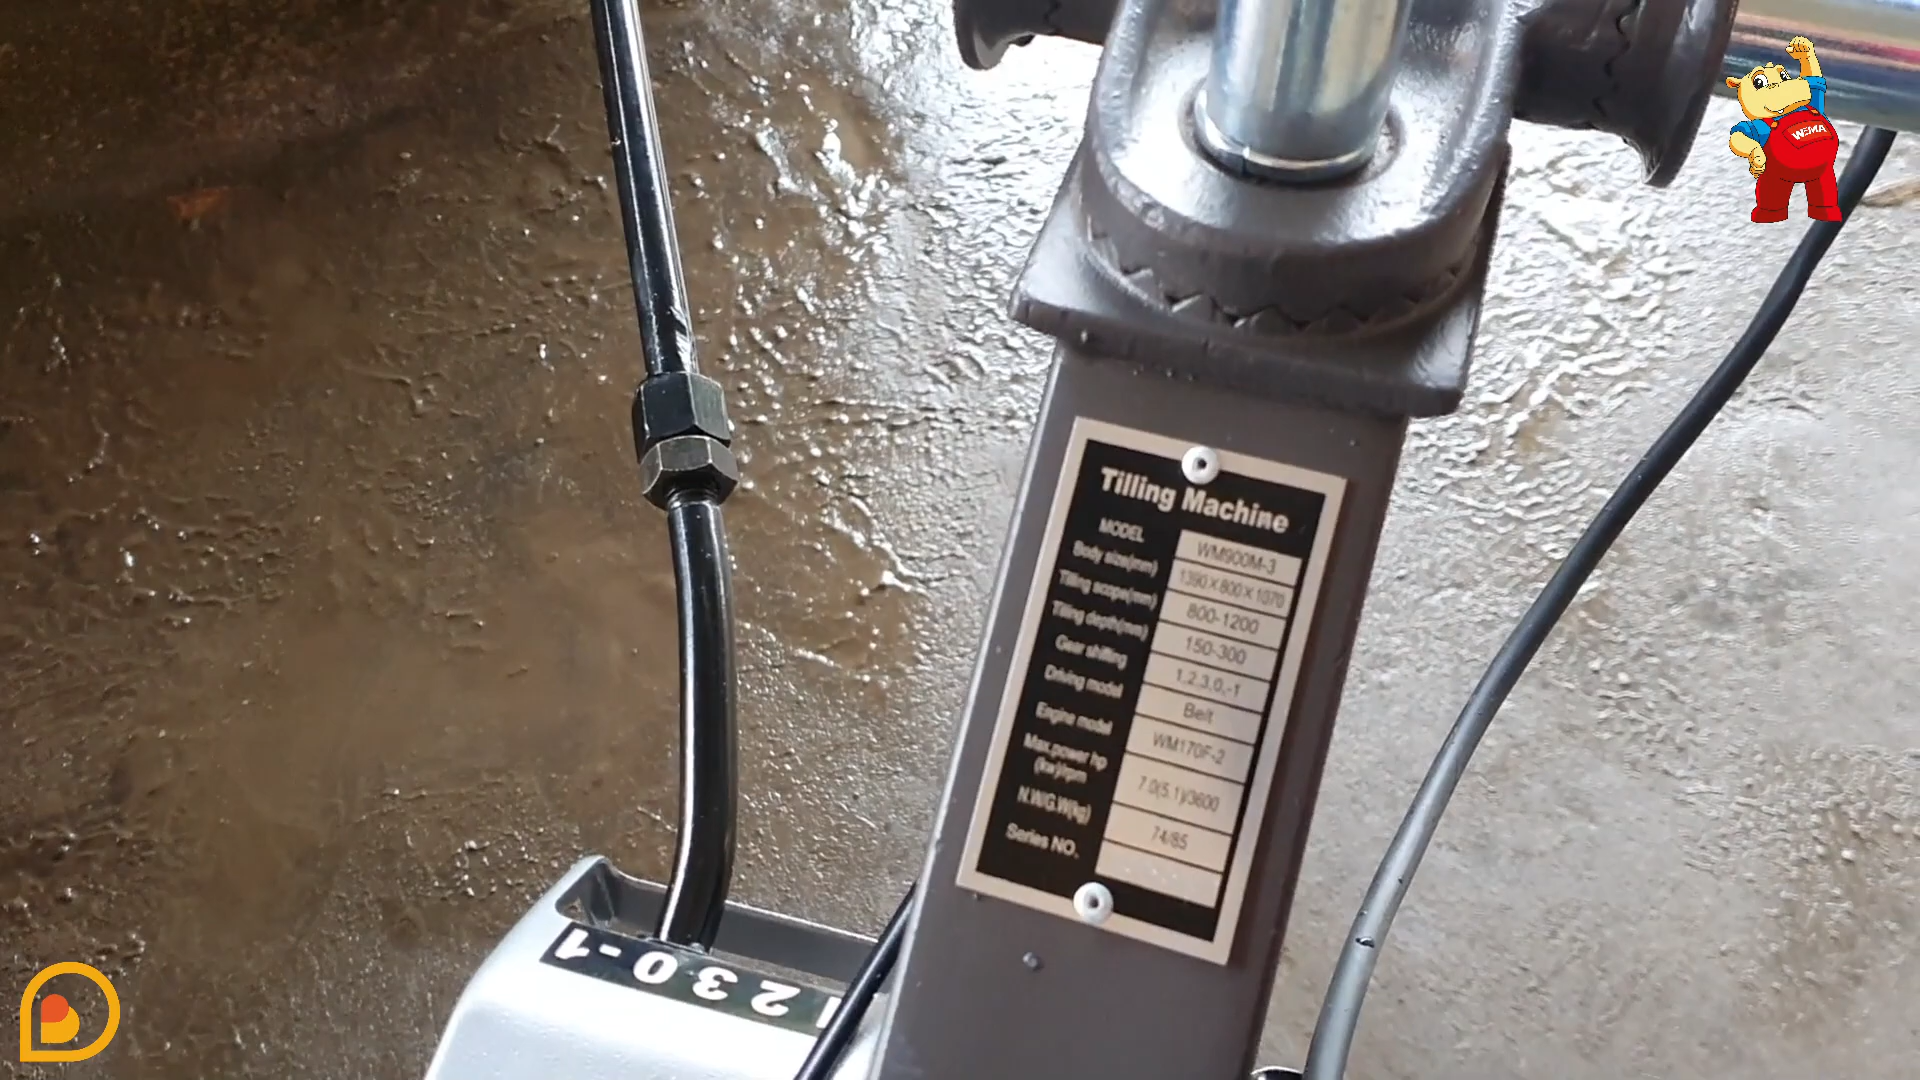 WEMA
Tilling Machine
MODEL WM900M-3
Body size(mm) 1390×800×1070
Tilling scope(mm) 800-1200
Tilling depth(mm) 150-300
Gear shifting 1,2,3,0,-1
Driving model Belt
Engine model WM170F-2
Max.power hp (kw)/rpm 7.0(5.1)/3600
N.W/G.W(kg) 74/85
Series NO.
1 2 3 0 -1